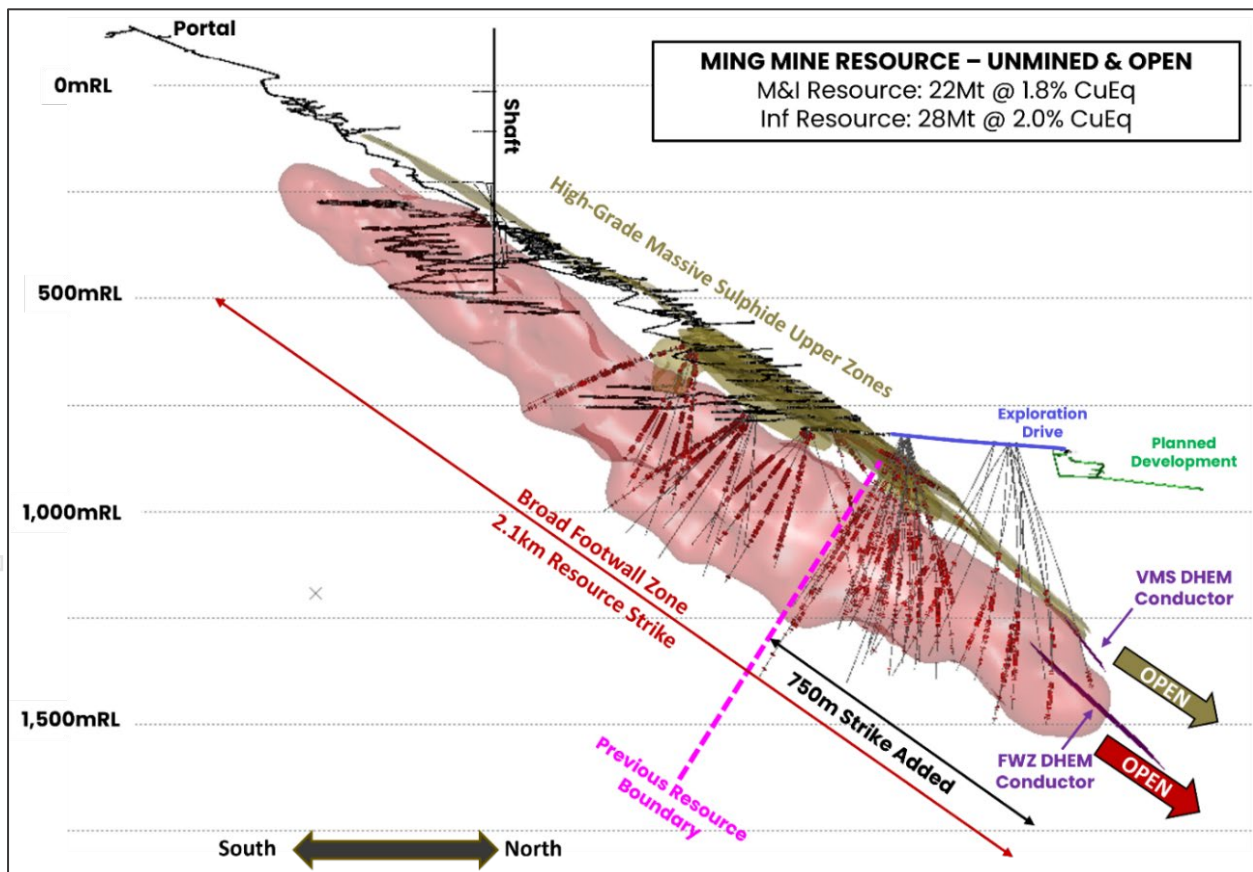 Portal
MING MINE RESOURCE – UNMINED & OPEN
M&I Resource: 22Mt @ 1.8% CuEq
Inf Resource: 28Mt @ 2.0% CuEq
0mRL
Shaft
High-Grade Massive Sulphide Upper Zones
500mRL
Exploration
Drive
Planned
Development
1,000mRL
Broad Footwall Zone
2.1km Resource Strike
VMS DHEM
Conductor
OPEN
750m Strike Added
1,500mRL
Previous Resource
Boundary
FWZ DHEM
Conductor
OPEN
South
North